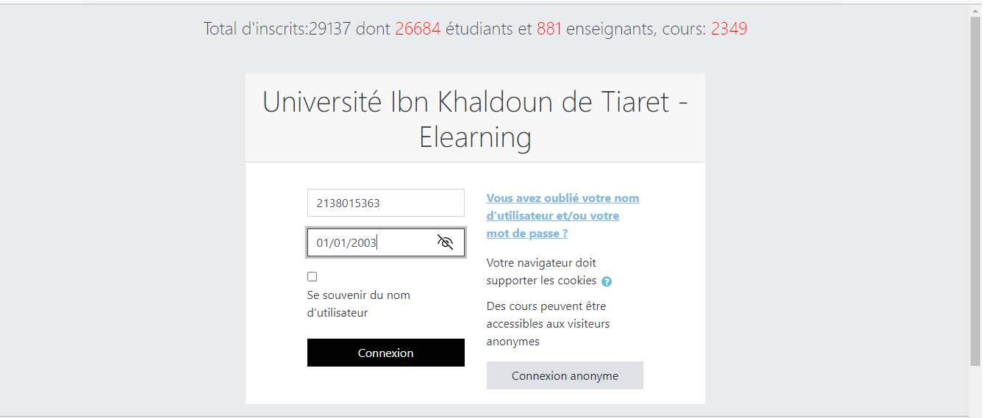 Total d'inscrits:29137 dont 26684 étudiants et 881 enseignants, cours: 2349
Université Ibn Khaldoun de Tiaret -
Elearning
2138015363
01/01/2003
Se souvenir du nom
d'utilisateur
Connexion
Vous avez oublié votre nom
d'utilisateur et/ou votre
mot de passe ?
Votre navigateur doit
supporter les cookies ?
Des cours peuvent être
accessibles aux visiteurs
anonymes
Connexion anonyme